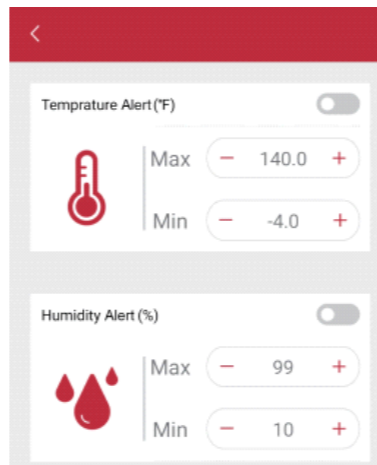 Temprature Alert(°F)
Max − 140.0 +
Min − -4.0 +
Humidity Alert (%)
Max − 99 +
Min − 10 +